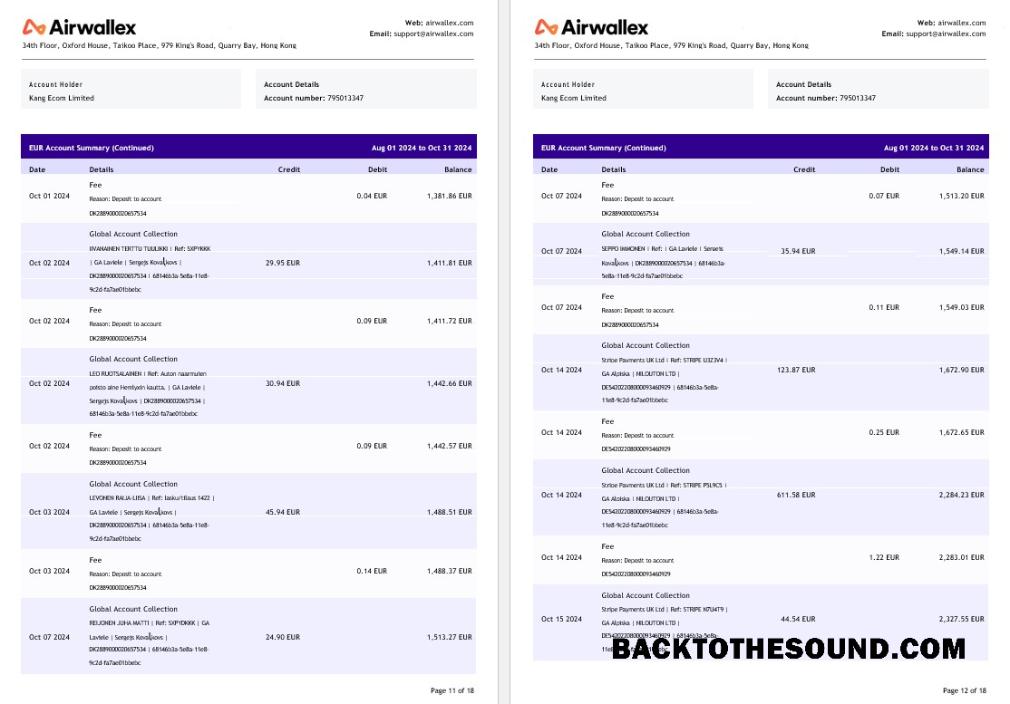 Airwallex
Web: airwallex.com
Email: support@airwallex.com
34th Floor, Oxford House, Taikoo Place, 979 King's Road, Quarry Bay, Hong Kong
Account Holder
Kang Ecom Limited
Account Details
Account number: 795013347
EUR Account Summary (Continued) Aug 01 2024 to Oct 31 2024
Date Details Credit Debit Balance
Fee
Oct 01 2024 Reason: Deposit to account 0.04 EUR 1,381.86 EUR
DK2889000020657534
Global Account Collection
IIVANAINEN TERTTU TUULIKKI | Ref: SXPYKKK
Oct 02 2024 | GA Laviele | Sergejs Kovaļkovs | 29.95 EUR 1,411.81 EUR
DK2889000020657534 | 68146b3a-5e8a-11e8-
9c2d-fa7ae01bbebc
Fee
Oct 02 2024 Reason: Deposit to account 0.09 EUR 1,411.72 EUR
DK2889000020657534
Global Account Collection
LEO RUOTSALAINEN | Ref: Auton naarmujen
Oct 02 2024 poisto aine Hemlyxin kautta. | GA Laviele | 30.94 EUR 1,442.66 EUR
Sergejs Kovaļkovs | DK2889000020657534 |
68146b3a-5e8a-11e8-9c2d-fa7ae01bbebc
Fee
Oct 02 2024 Reason: Deposit to account 0.09 EUR 1,442.57 EUR
DK2889000020657534
Global Account Collection
LEVONEN RAIJA-LIISA | Ref: lasku/tilaus 1422 |
Oct 03 2024 GA Laviele | Sergejs Kovaļkovs | 45.94 EUR 1,488.51 EUR
DK2889000020657534 | 68146b3a-5e8a-11e8-
9c2d-fa7ae01bbebc
Fee
Oct 03 2024 Reason: Deposit to account 0.14 EUR 1,488.37 EUR
DK2889000020657534
Global Account Collection
REIJONEN JUHA MATTI | Ref: SXPYDKKK | GA
Oct 07 2024 Laviele | Sergejs Kovaļkovs | 24.90 EUR 1,513.27 EUR
DK2889000020657534 | 68146b3a-5e8a-11e8-
9c2d-fa7ae01bbebc
Page 11 of 18
Airwallex
Web: airwallex.com
Email: support@airwallex.com
34th Floor, Oxford House, Taikoo Place, 979 King's Road, Quarry Bay, Hong Kong
Account Holder
Kang Ecom Limited
Account Details
Account number: 795013347
EUR Account Summary (Continued) Aug 01 2024 to Oct 31 2024
Date Details Credit Debit Balance
Fee
Oct 07 2024 Reason: Deposit to account 0.07 EUR 1,513.20 EUR
DK2889000020657534
Global Account Collection
SEPPO IMMONEN | Ref: | GA Laviele | Sergejs
Oct 07 2024 Kovaļkovs | DK2889000020657534 | 68146b3a- 35.94 EUR 1,549.14 EUR
5e8a-11e8-9c2d-fa7ae01bbebc
Fee
Oct 07 2024 Reason: Deposit to account 0.11 EUR 1,549.03 EUR
DK2889000020657534
Global Account Collection
Stripe Payments UK Ltd | Ref: STRIPE U3Z3V4 |
Oct 14 2024 GA Alpiska | NILOUTON LTD | 123.87 EUR 1,672.90 EUR
DE54202208000093460929 | 68146b3a-5e8a-
11e8-9c2d-fa7ae01bbebc
Fee
Oct 14 2024 Reason: Deposit to account 0.25 EUR 1,672.65 EUR
DE54202208000093460929
Global Account Collection
Stripe Payments UK Ltd | Ref: STRIPE P5L9C5 |
Oct 14 2024 GA Alpiska | NILOUTON LTD | 611.58 EUR 2,284.23 EUR
DE54202208000093460929 | 68146b3a-5e8a-
11e8-9c2d-fa7ae01bbebc
Fee
Oct 14 2024 Reason: Deposit to account 1.22 EUR 2,283.01 EUR
DE54202208000093460929
Global Account Collection
Stripe Payments UK Ltd | Ref: STRIPE N7U4T9 |
Oct 15 2024 GA Alpiska | NILOUTON LTD | 44.54 EUR 2,327.55 EUR
DE54202208000093460929 | 68146b3a-5e8a-
BACKTOTHESOUND.COM
Page 12 of 18